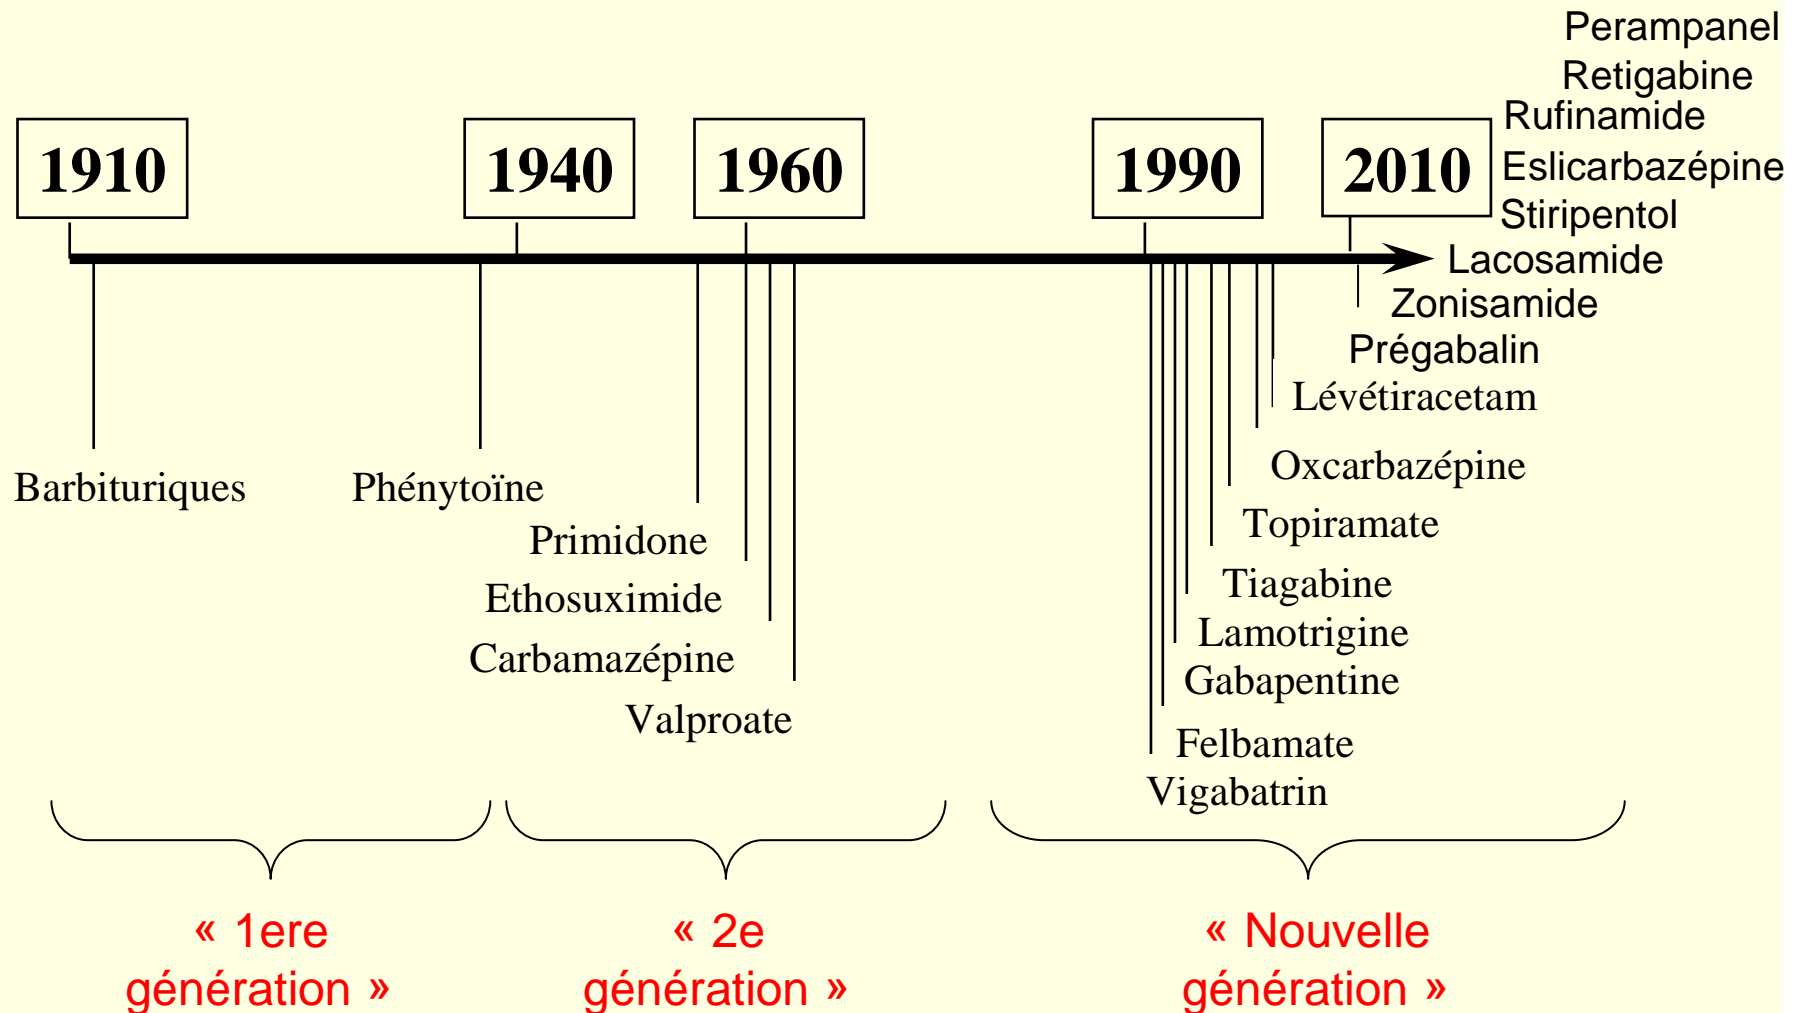 Perampanel
Retigabine
Rufinamide
1910 1940 1960 1990 2010
Eslicarbazépine
Stiripentol
Lacosamide
Zonisamide
Prégabalin
Lévétiracetam
Oxcarbazépine
Barbituriques Phénytoïne
Topiramate
Primidone
Tiagabine
Ethosuximide
Lamotrigine
Carbamazépine
Gabapentine
Valproate
Felbamate
Vigabatrin
« 1ere
génération »
« 2e
génération »
« Nouvelle
génération »